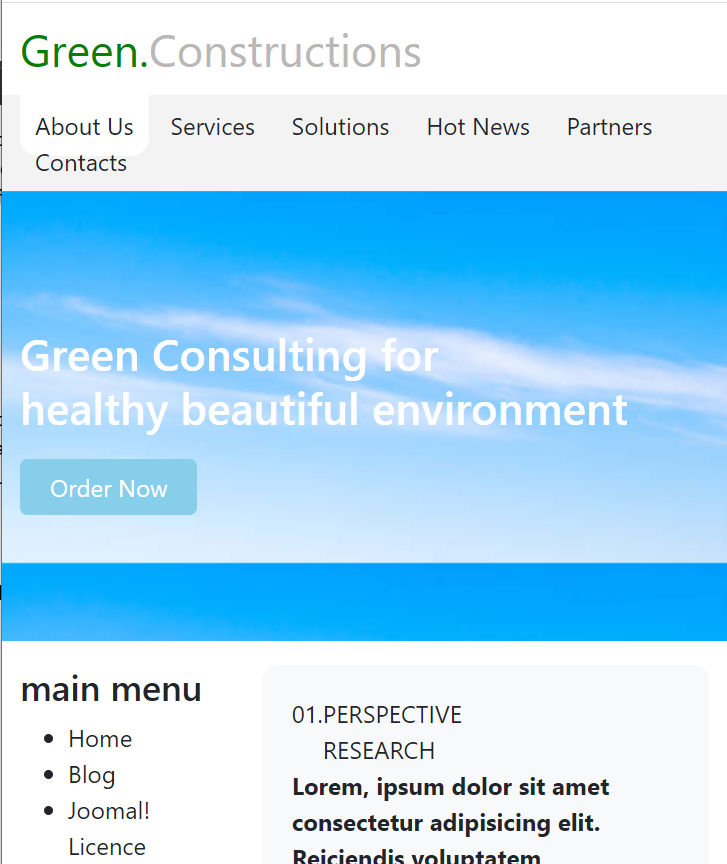 Green.Constructions
About Us Services Solutions Hot News Partners
Contacts
Green Consulting for
healthy beautiful environment
Order Now
main menu
Home
Blog
Joomal!
Licence
01.PERSPECTIVE
RESEARCH
Lorem, ipsum dolor sit amet
consectetur adipisicing elit.
Reiciendis voluptatem